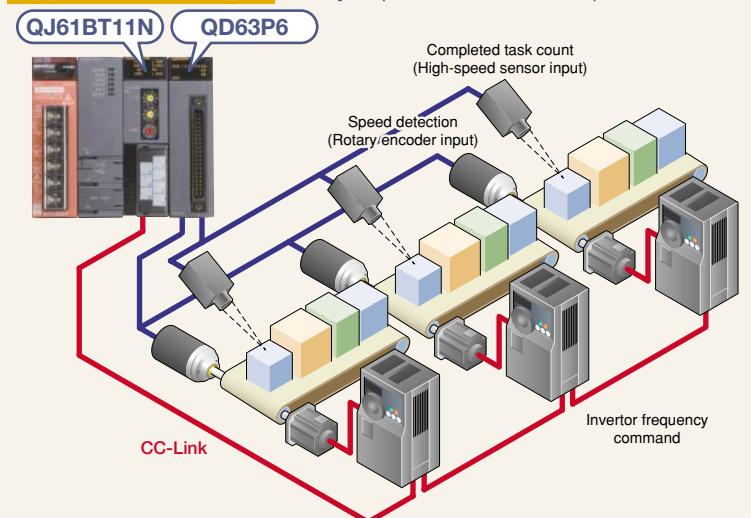 QJ61BT11N
QD63P6
Completed task count
(High-speed sensor input)
Speed detection
(Rotary encoder input)
CC-Link
Invertor frequency
command